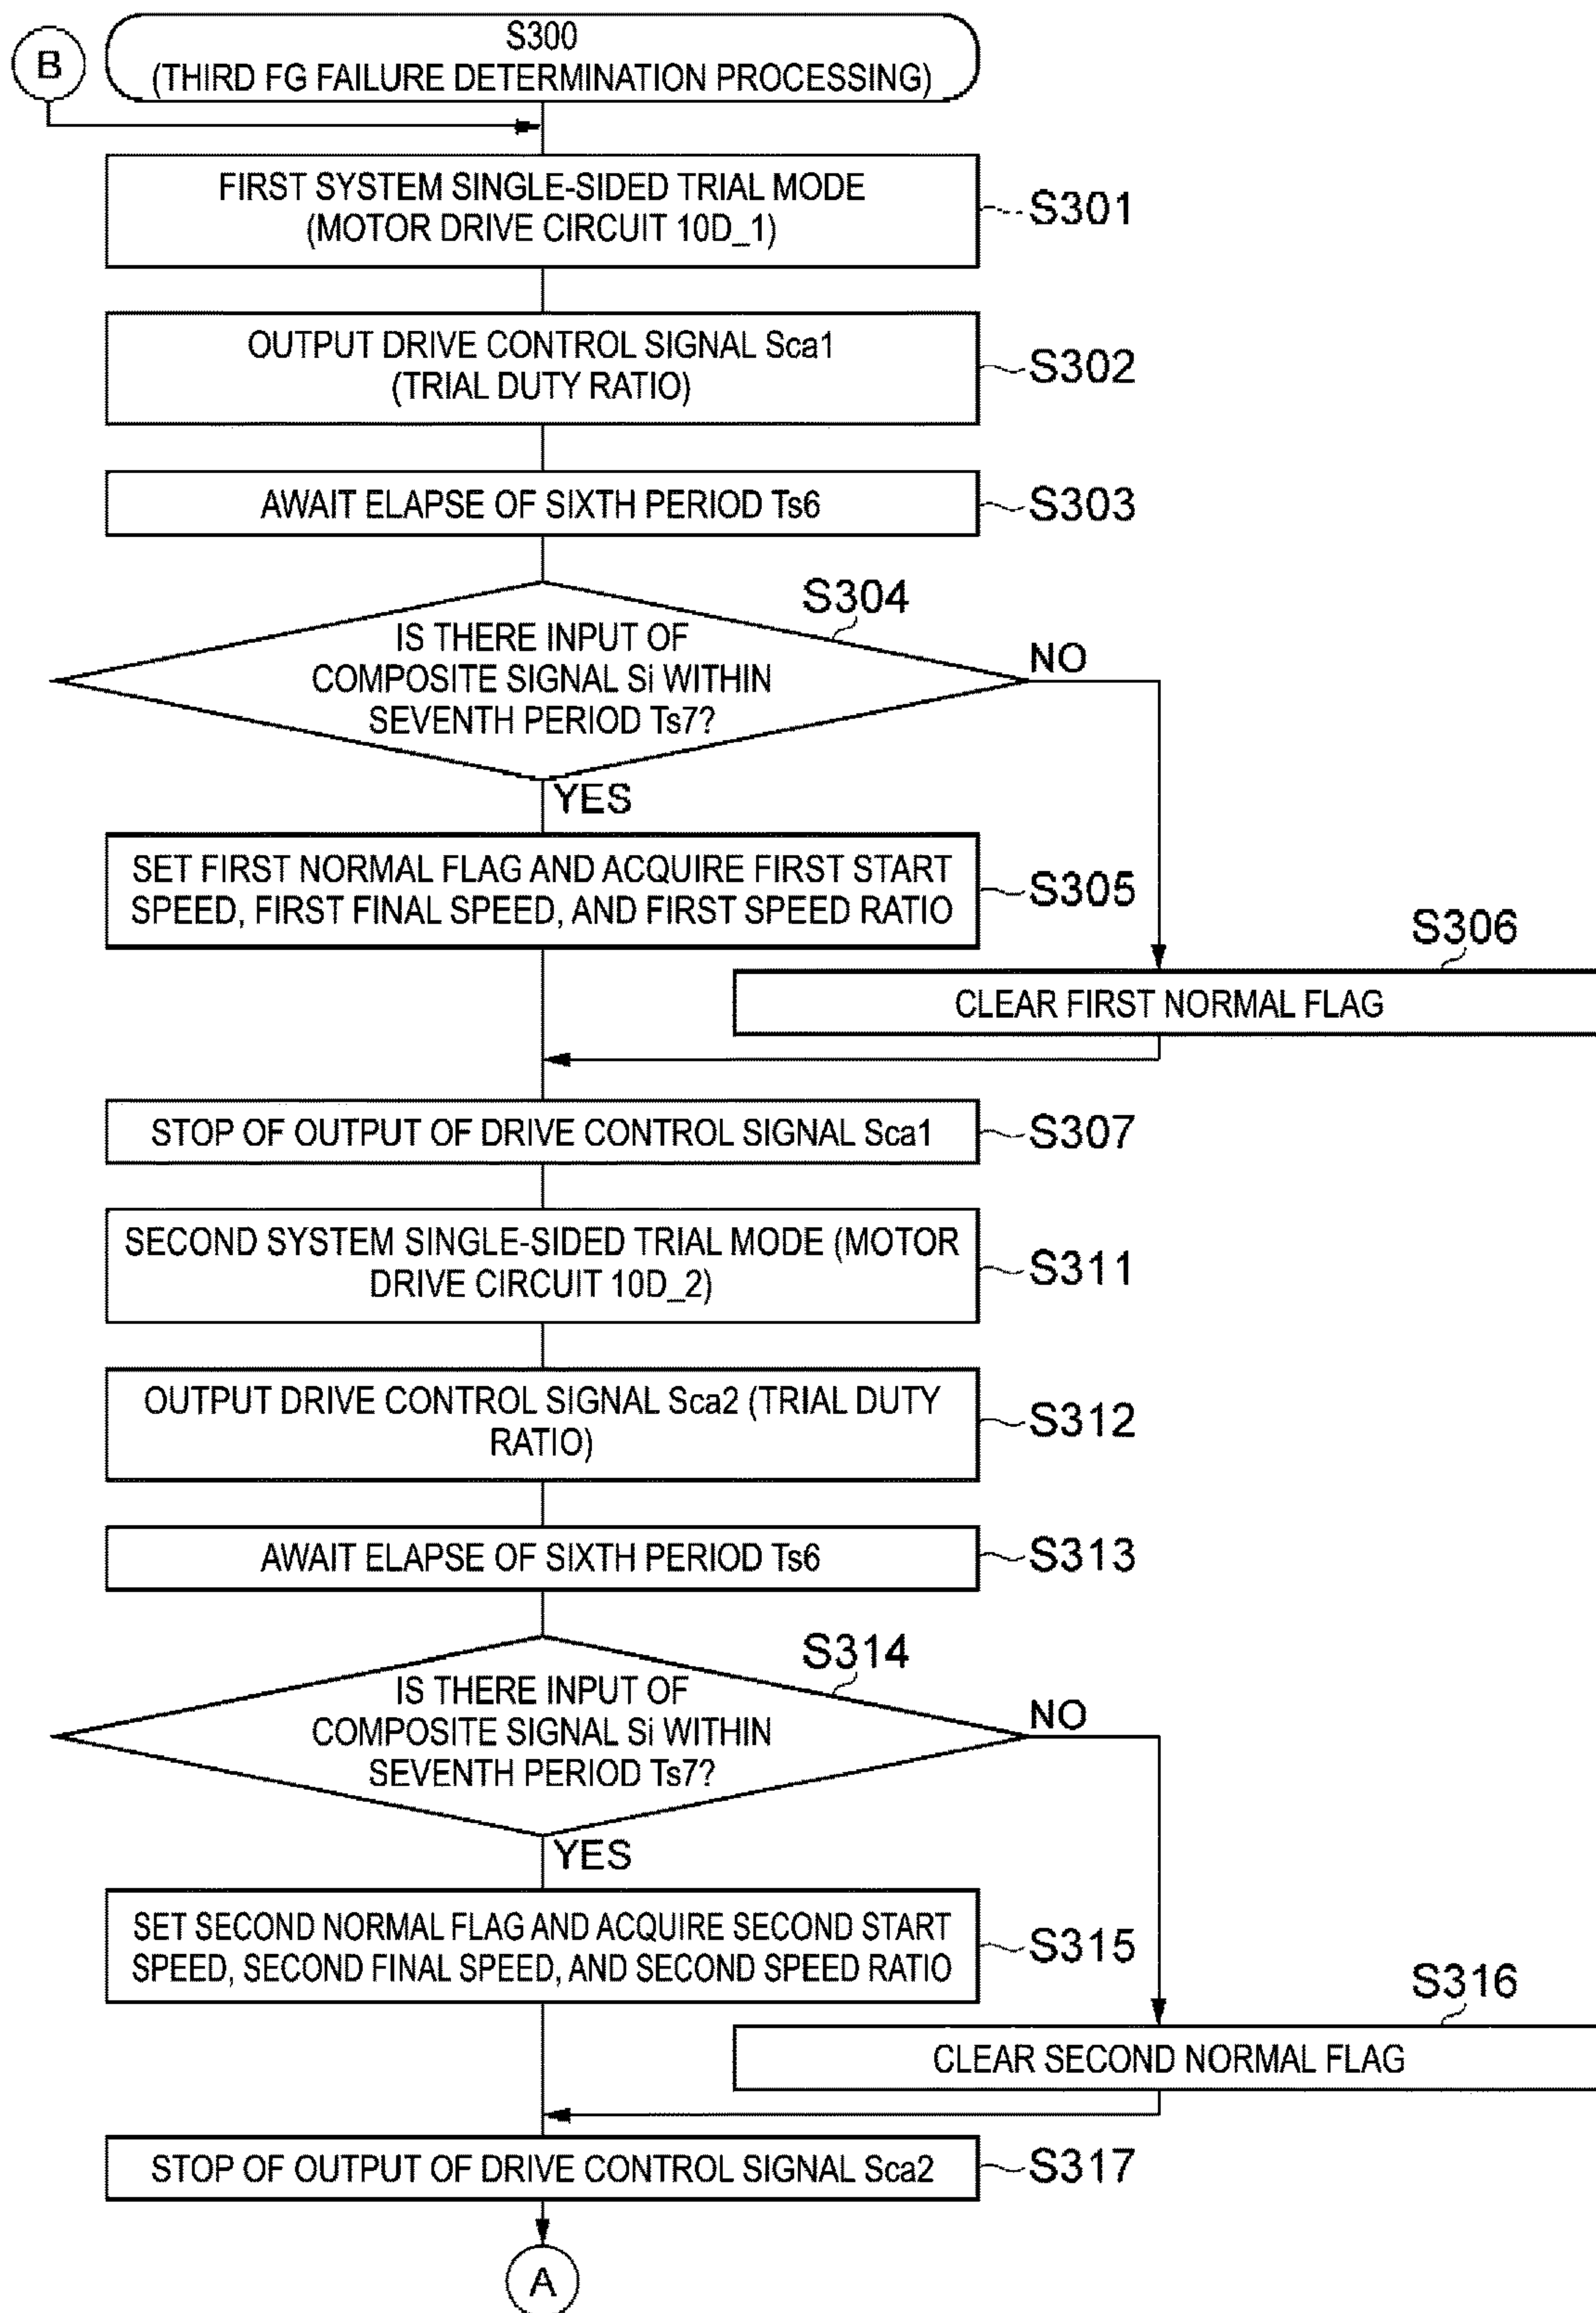 B
S300
(THIRD FG FAILURE DETERMINATION PROCESSING)
FIRST SYSTEM SINGLE-SIDED TRIAL MODE
(MOTOR DRIVE CIRCUIT 10D_1)
S301
OUTPUT DRIVE CONTROL SIGNAL Sca1
(TRIAL DUTY RATIO)
S302
AWAIT ELAPSE OF SIXTH PERIOD Ts6
S303
S304
IS THERE INPUT OF
COMPOSITE SIGNAL Si WITHIN
SEVENTH PERIOD Ts7?
NO
YES
SET FIRST NORMAL FLAG AND ACQUIRE FIRST START
SPEED, FIRST FINAL SPEED, AND FIRST SPEED RATIO
S305
S306
CLEAR FIRST NORMAL FLAG
STOP OF OUTPUT OF DRIVE CONTROL SIGNAL Sca1
S307
SECOND SYSTEM SINGLE-SIDED TRIAL MODE (MOTOR
DRIVE CIRCUIT 10D_2)
S311
OUTPUT DRIVE CONTROL SIGNAL Sca2 (TRIAL DUTY
RATIO)
S312
AWAIT ELAPSE OF SIXTH PERIOD Ts6
S313
S314
IS THERE INPUT OF
COMPOSITE SIGNAL Si WITHIN
SEVENTH PERIOD Ts7?
NO
YES
SET SECOND NORMAL FLAG AND ACQUIRE SECOND START
SPEED, SECOND FINAL SPEED, AND SECOND SPEED RATIO
S315
S316
CLEAR SECOND NORMAL FLAG
STOP OF OUTPUT OF DRIVE CONTROL SIGNAL Sca2
S317
A